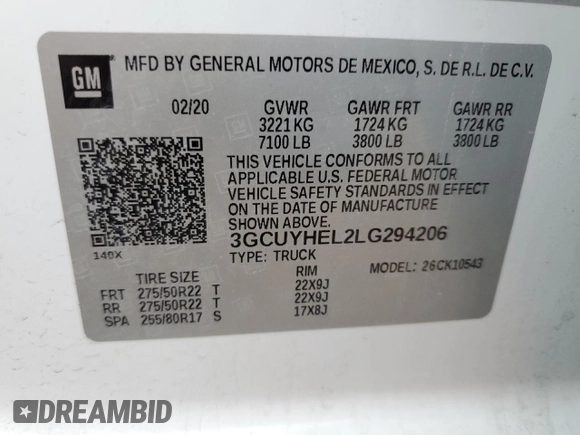 GM
MFD BY GENERAL MOTORS DE MEXICO, S. DE R.L. DE C.V.
02/20 GVWR GAWR FRT GAWR RR
3221 KG 1724 KG 1724 KG
7100 LB 3800 LB 3800 LB
THIS VEHICLE CONFORMS TO ALL
APPLICABLE U.S. FEDERAL MOTOR
VEHICLE SAFETY STANDARDS IN EFFECT
ON THE DATE OF MANUFACTURE
SHOWN ABOVE.
3GCUYHEL2LG294206
140X TYPE: TRUCK MODEL: 26CK10543
TIRE SIZE RIM
FRT 275/50R22 T 22X9J
RR 275/50R22 T 22X9J
SPA 255/80R17 S 17X8J
DREAMBID